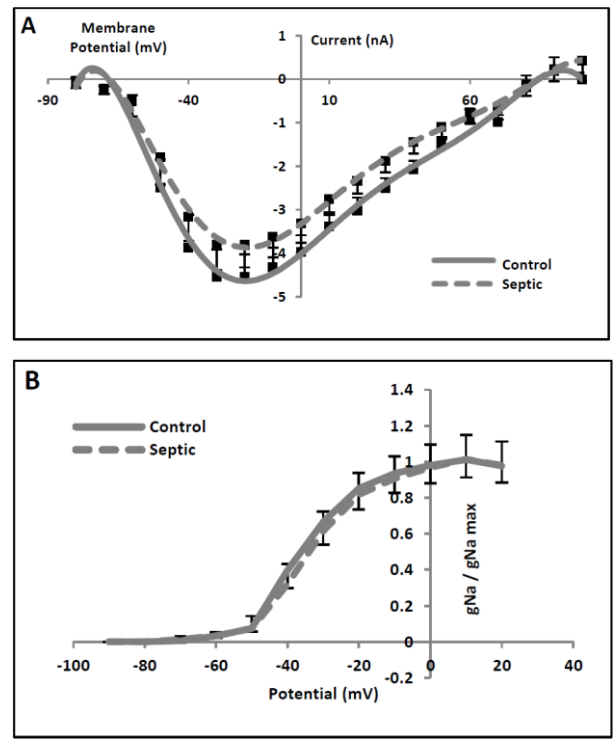 A
Membrane
Potential (mV)
Current (nA)
1
0
-90
-40
10
60
-1
-2
-3
-4
-5
Control
Septic
B
Control
Septic
1.4
1.2
1
0.8
0.6
0.4
0.2
0
-0.2
gNa / gNa max
-100
-80
-60
-40
-20
0
20
40
Potential (mV)